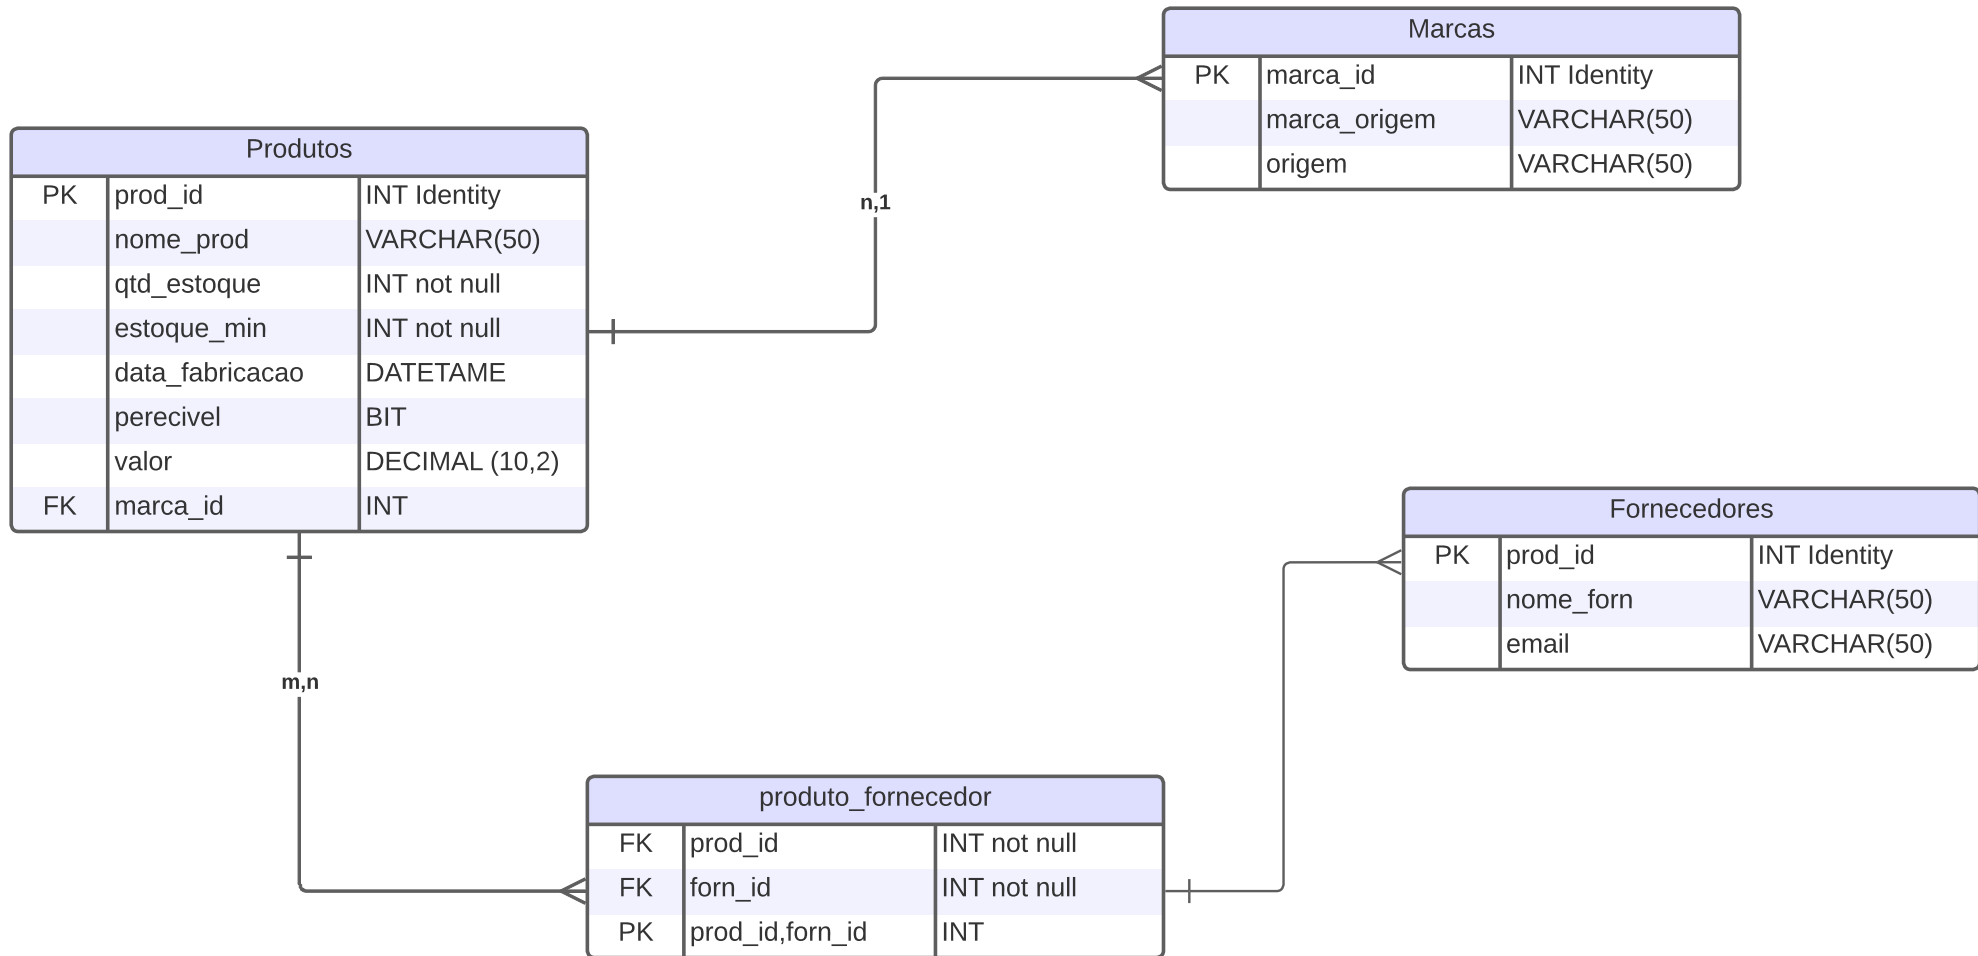 Marcas
PK marca_id INT Identity
marca_origem VARCHAR(50)
origem VARCHAR(50)
Produtos
PK prod_id INT Identity
nome_prod VARCHAR(50)
qtd_estoque INT not null
estoque_min INT not null
data_fabricacao DATETAME
perecivel BIT
valor DECIMAL (10,2)
FK marca_id INT
n,1
Fornecedores
PK prod_id INT Identity
nome_forn VARCHAR(50)
email VARCHAR(50)
m,n
produto_fornecedor
FK prod_id INT not null
FK forn_id INT not null
PK prod_id,forn_id INT